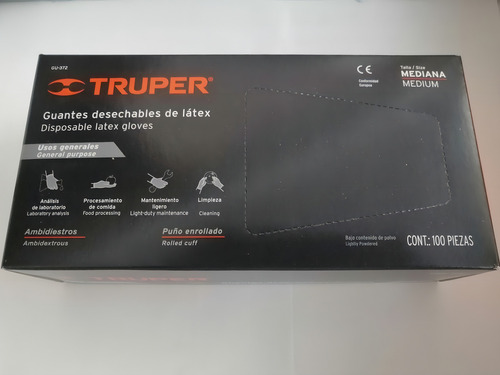 GU-372
TRUPER®
Guantes desechables de látex
Disposable latex gloves
Usos generales
General purpose
Análisis
de laboratorio
Laboratory analysis
Procesamiento
de comida
Food processing
Mantenimiento
ligero
Light-duty maintenance
Limpieza
Cleaning
Ambidiestros
Ambidextrous
Puño enrollado
Rolled cuff
CE
Conformidad
Europea
Talla / Size
MEDIANA
MEDIUM
Bajo contenido de polvo
Lightly Powdered
CONT.: 100 PIEZAS